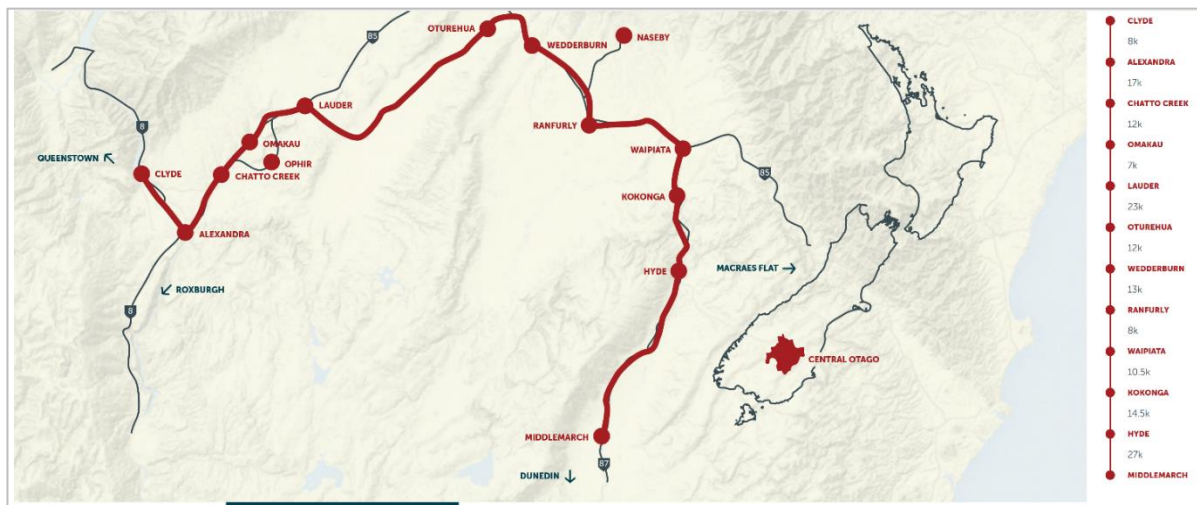 OTUREHUA
85
WEDDERBURN
NASEBY
LAUDER
RANFURLY
8
OMAKAU
WAIPIATA
QUEENSTOWN
OPHIR
CLYDE
CHATTO CREEK
85
KOKONGA
ALEXANDRA
MACRAES FLAT
HYDE
ROXBURGH
8
CENTRAL OTAGO
MIDDLEMARCH
87
DUNEDIN
CLYDE
8k
ALEXANDRA
17k
CHATTO CREEK
12k
OMAKAU
7k
LAUDER
23k
OTUREHUA
12k
WEDDERBURN
13k
RANFURLY
8k
WAIPIATA
10.5k
KOKONGA
14.5k
HYDE
27k
MIDDLEMARCH